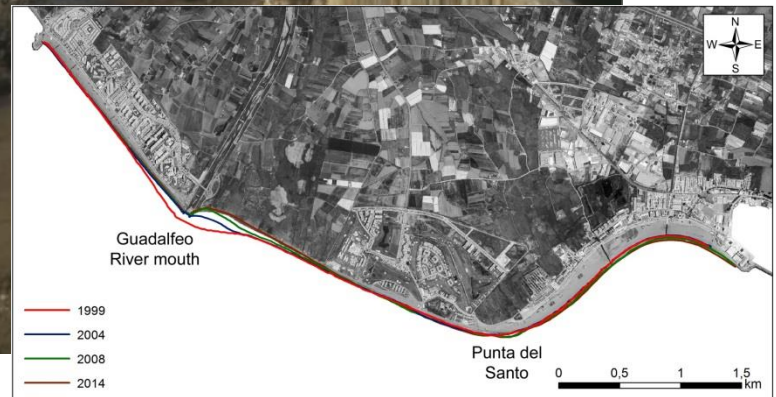 N
W E
S
Guadalfeo
River mouth
1999
2004
2008
2014
Punta del
Santo
0 0,5 1 1,5
km